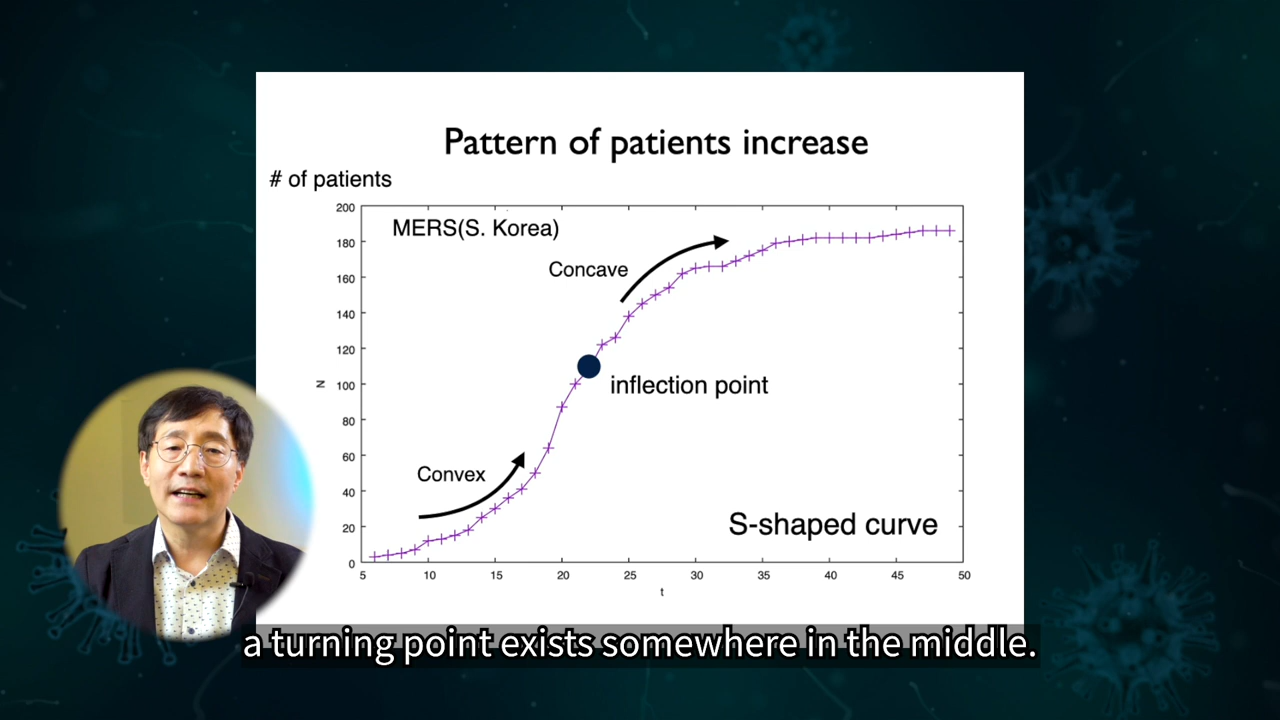 Pattern of patients increase
# of patients
200
MERS(S. Korea)
180
Concave
160
140
120
N
100
inflection point
80
60
Convex
40
20
S-shaped curve
0
5 10 15 20 25 30 35 40 45 50
t
a turning point exists somewhere in the middle.